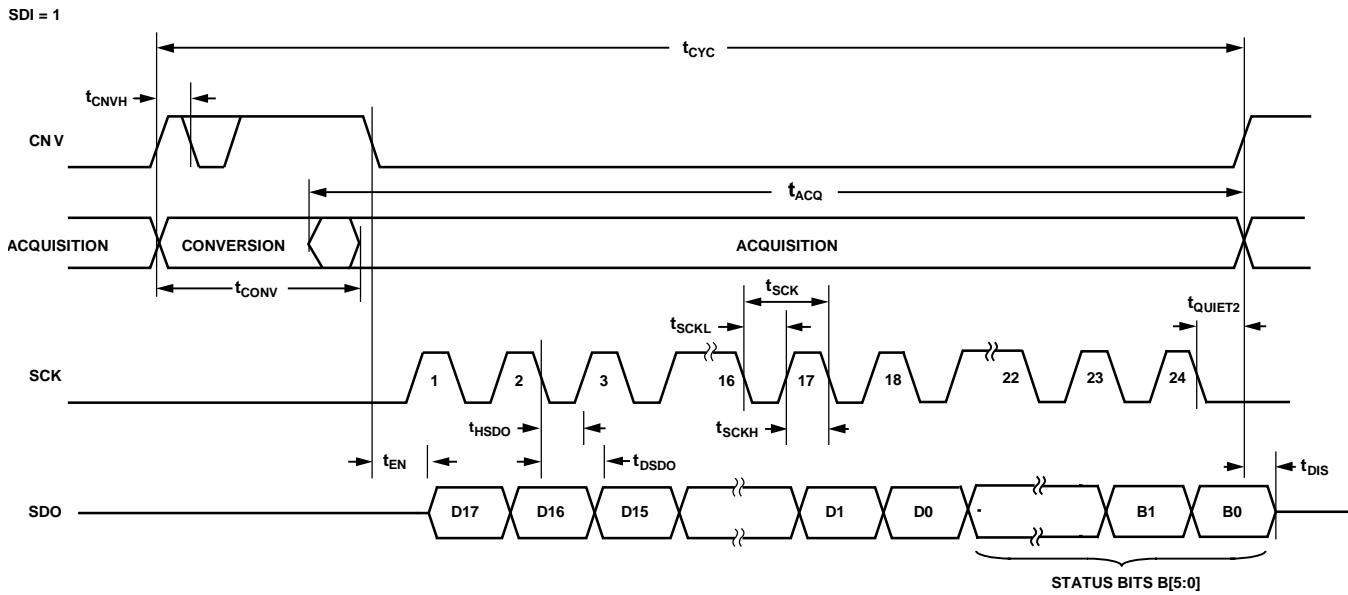 SDI = 1
tCYC
tCNVH
CNV
tACQ
ACQUISITION CONVERSION ACQUISITION
tCONV
tSCK
tQUIET2
tSCKL
SCK 1 2 3 16 17 18 22 23 24
tHSDO tSCKH
tEN tDSDO tDIS
SDO D17 D16 D15 D1 D0 B1 B0
STATUS BITS B[5:0]